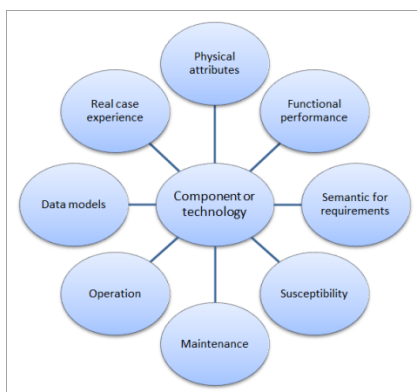 Physical
attributes
Real case
experience
Functional
performance
Data models
Component or
technology
Semantic for
requirements
Operation
Susceptibility
Maintenance